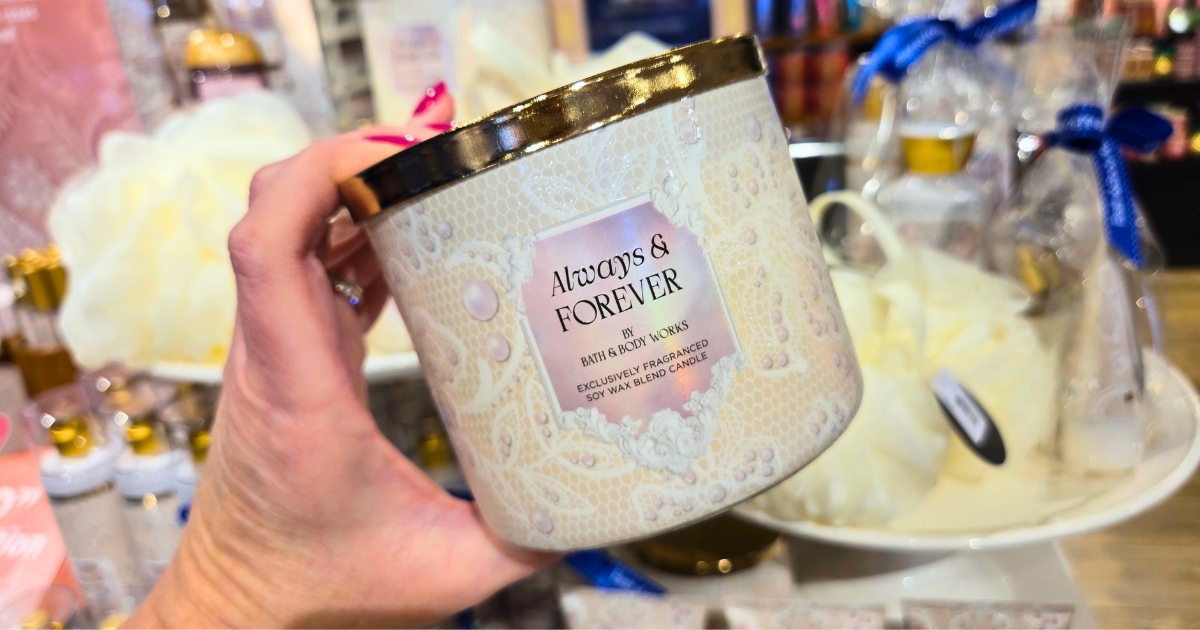 Always &
FOREVER
BY
BATH & BODY WORKS
EXCLUSIVELY FRAGRANCED
SOY WAX BLEND CANDLE